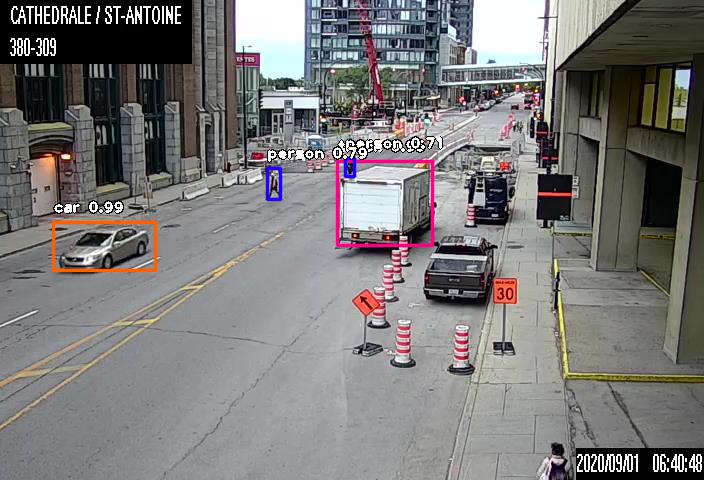 CATHEDRALE / ST-ANTOINE
380-309
person 0.79
person 0.71
car 0.99
30
2020/09/01 06:40:48